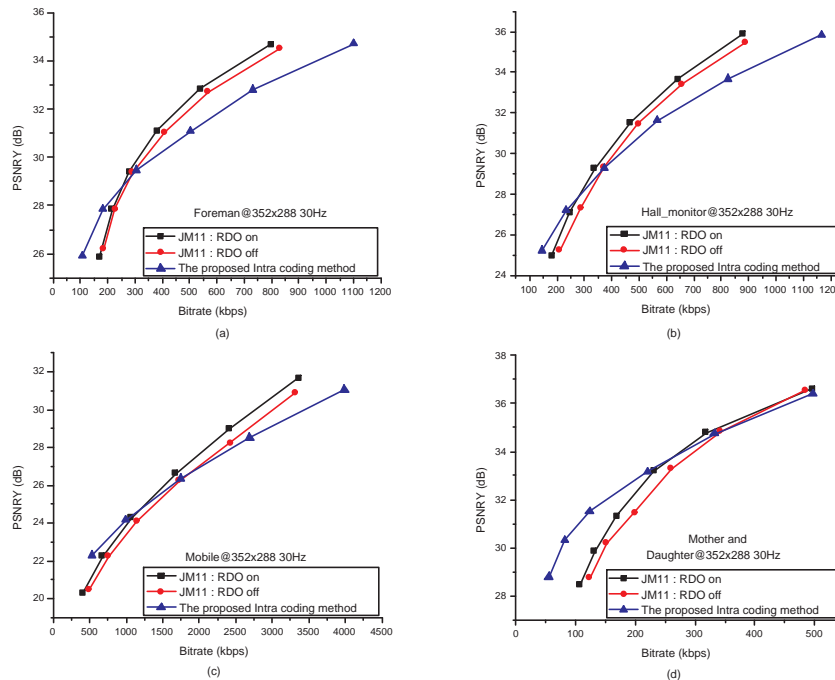 36
34
32
30
28
26
PSNRY (dB)
Foreman@352x288 30Hz
JM11 : RDO on
JM11 : RDO off
The proposed Intra coding method
0 100 200 300 400 500 600 700 800 900 1000 1100 1200
Bitrate (kbps)
(a)
36
34
32
30
28
26
24
PSNRY (dB)
Hall_monitor@352x288 30Hz
JM11 : RDO on
JM11 : RDO off
The proposed Intra coding method
100 200 300 400 500 600 700 800 900 1000 1100 1200
Bitrate (kbps)
(b)
32
30
28
26
24
22
20
PSNRY (dB)
Mobile@352x288 30Hz
JM11 : RDO on
JM11 : RDO off
The proposed Intra coding method
0 500 1000 1500 2000 2500 3000 3500 4000 4500
Bitrate (kbps)
(c)
38
36
34
32
30
28
PSNRY (dB)
Mother and
Daughter@352x288 30Hz
JM11 : RDO on
JM11 : RDO off
The proposed Intra coding method
0 100 200 300 400 500
Bitrate (kbps)
(d)